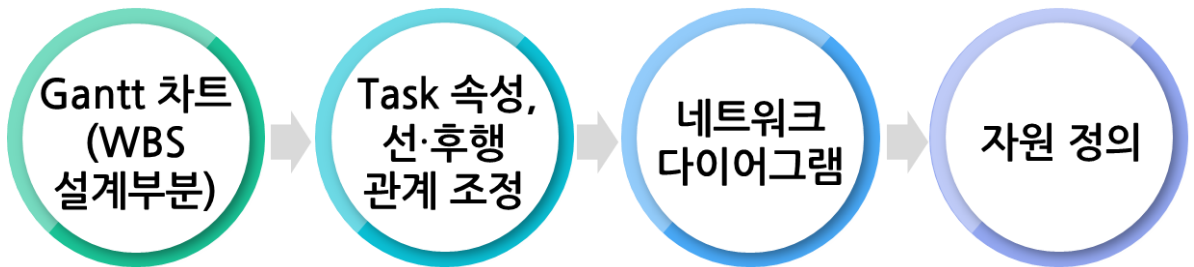 Gantt 차트
(WBS
설계부분)
Task 속성,
선·후행
관계 조정
네트워크
다이어그램
자원 정의